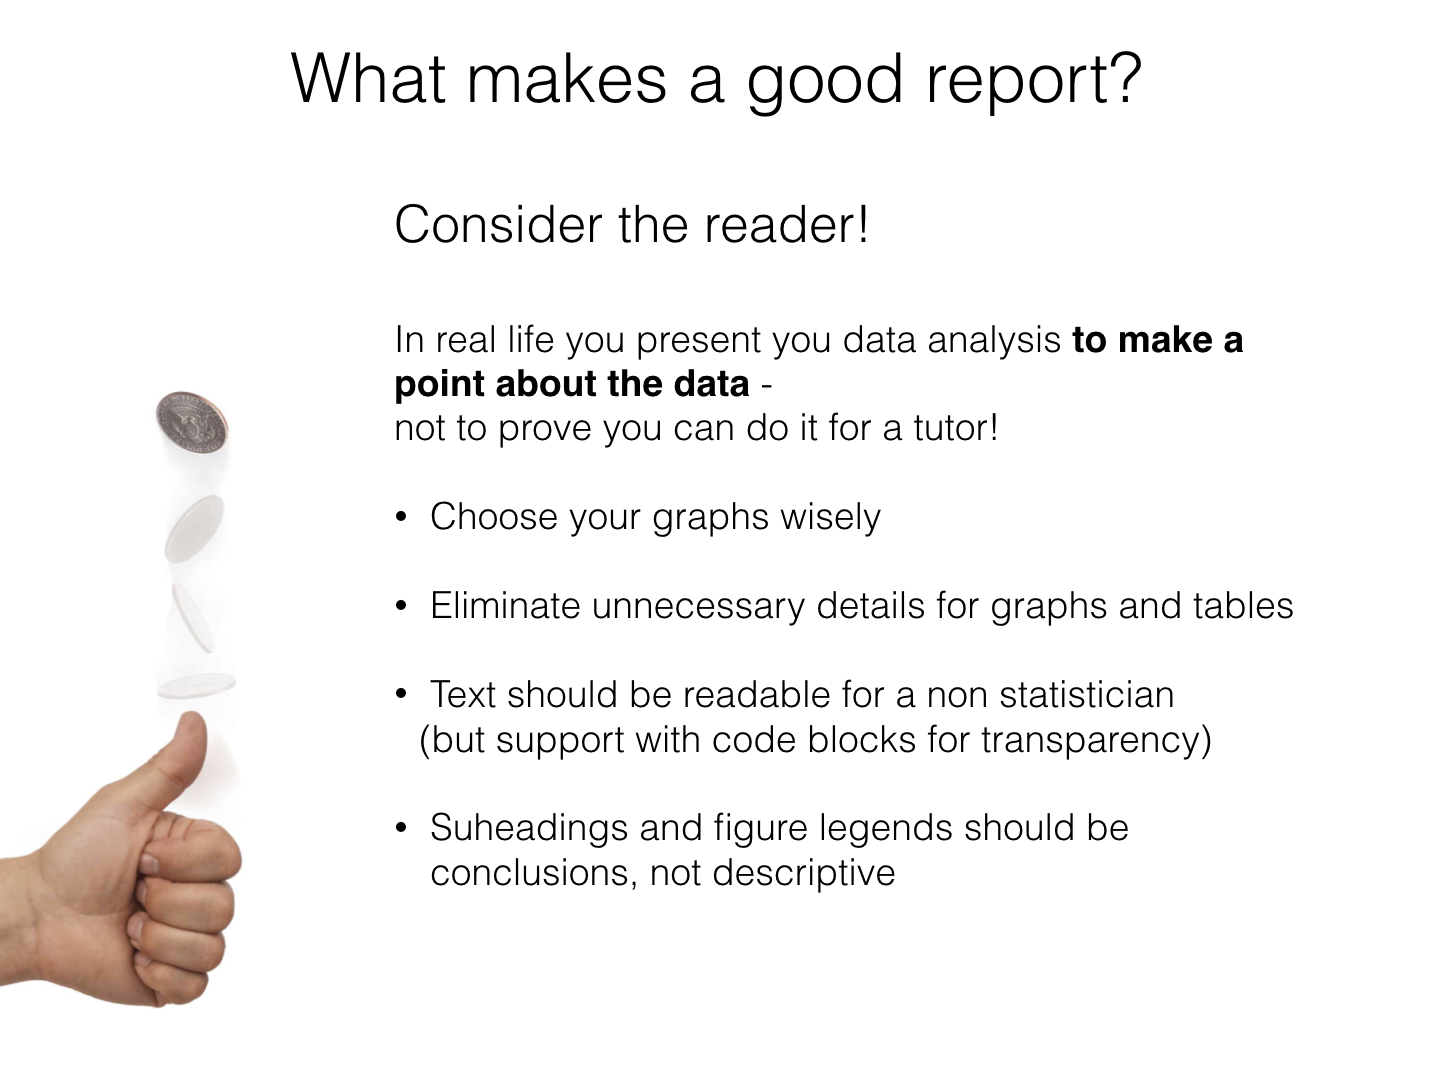 What makes a good report?
Consider the reader!
In real life you present you data analysis to make a
point about the data -
not to prove you can do it for a tutor!
• Choose your graphs wisely
• Eliminate unnecessary details for graphs and tables
• Text should be readable for a non statistician
(but support with code blocks for transparency)
• Suheadings and figure legends should be
conclusions, not descriptive